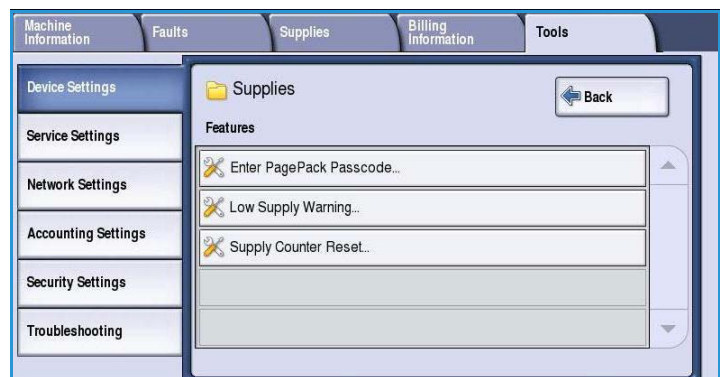 Machine
Information
Faults
Supplies
Billing
Information
Tools
Device Settings
Service Settings
Network Settings
Accounting Settings
Security Settings
Troubleshooting
Supplies
Back
Features
Enter PagePack Passcode...
Low Supply Warning...
Supply Counter Reset...